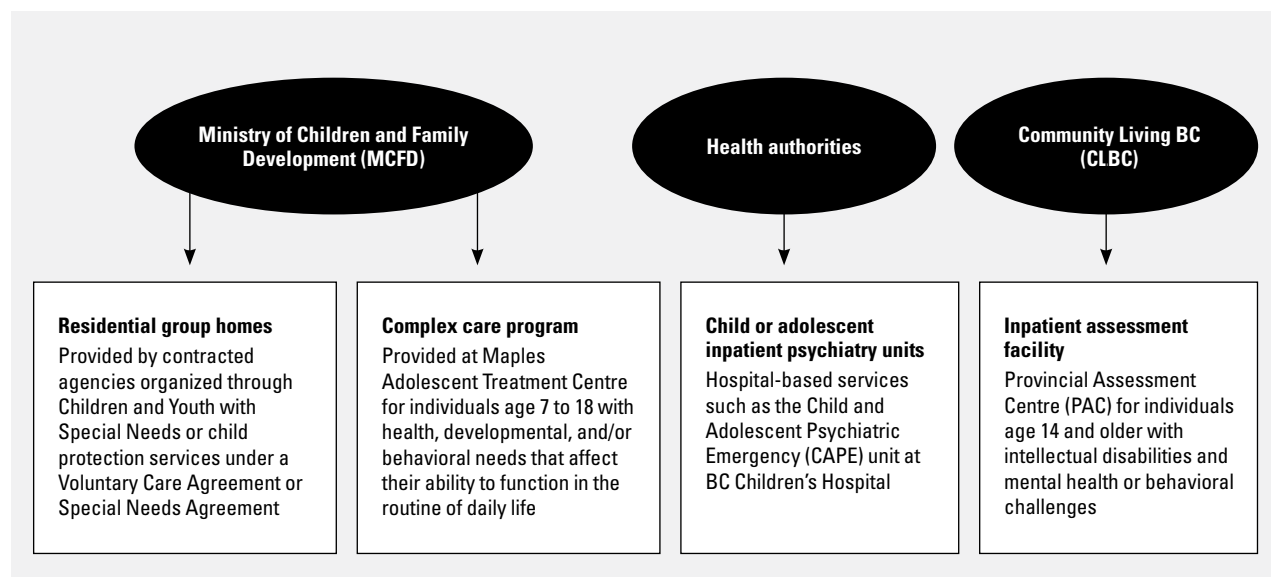 Ministry of Children and Family
Development (MCFD)
Health authorities
Community Living BC
(CLBC)
Residential group homes
Provided by contracted
agencies organized through
Children and Youth with
Special Needs or child
protection services under a
Voluntary Care Agreement or
Special Needs Agreement
Complex care program
Provided at Maples
Adolescent Treatment Centre
for individuals age 7 to 18 with
health, developmental, and/or
behavioral needs that affect
their ability to function in the
routine of daily life
Child or adolescent
inpatient psychiatry units
Hospital-based services
such as the Child and
Adolescent Psychiatric
Emergency (CAPE) unit at
BC Children’s Hospital
Inpatient assessment
facility
Provincial Assessment
Centre (PAC) for individuals
age 14 and older with
intellectual disabilities and
mental health or behavioral
challenges